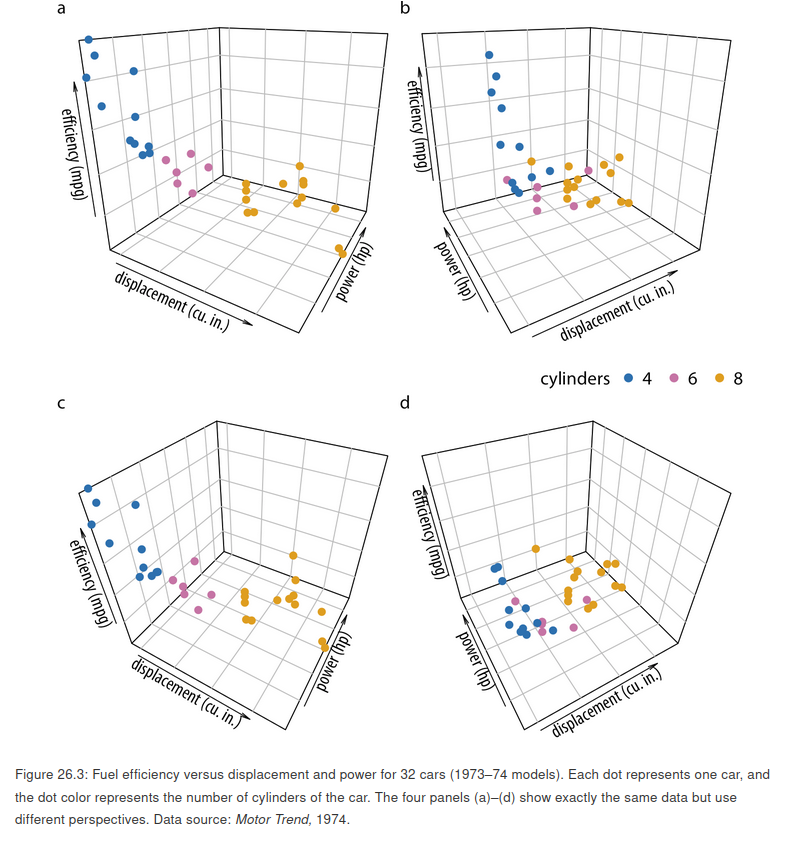 a
efficiency (mpg)
displacement (cu. in.)
power (hp)
b
efficiency (mpg)
power (hp)
displacement (cu. in.)
cylinders 4 6 8
c
efficiency (mpg)
displacement (cu. in.)
power (hp)
d
efficiency (mpg)
power (hp)
displacement (cu. in.)
Figure 26.3: Fuel efficiency versus displacement and power for 32 cars (1973–74 models). Each dot represents one car, and
the dot color represents the number of cylinders of the car. The four panels (a)–(d) show exactly the same data but use
different perspectives. Data source: Motor Trend, 1974.